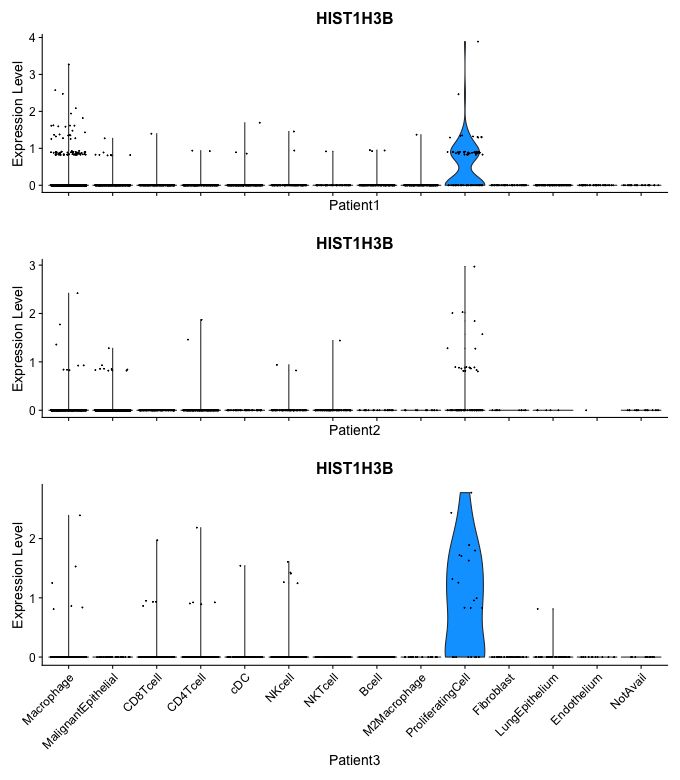 HIST1H3B
Expression Level
4
3
2
1
0
Patient1
HIST1H3B
Expression Level
3
2
1
0
Patient2
HIST1H3B
Expression Level
2
1
0
Macrophage
MalignantEpithelial
CD8Tcell
CD4Tcell
cDC
NKcell
NKTcell
Bcell
M2Macrophage
ProliferatingCell
Fibroblast
LungEpithelium
Endothelium
NotAvail
Patient3